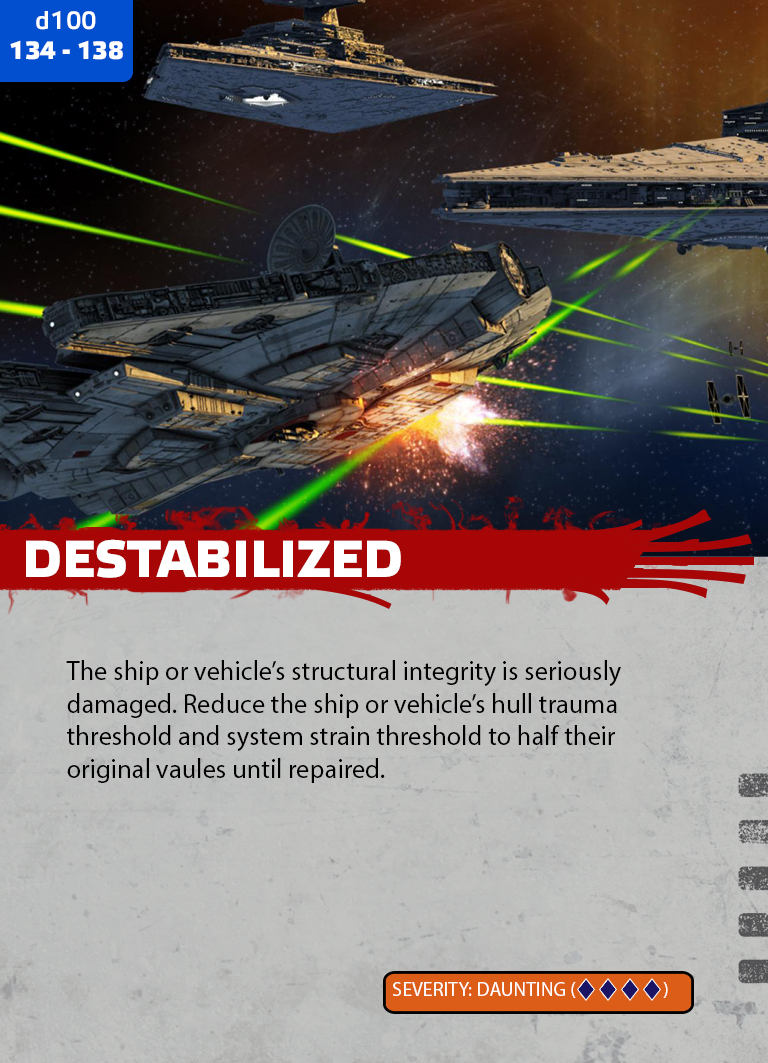 d100
134 - 138
DESTABILIZED
The ship or vehicle's structural integrity is seriously
damaged. Reduce the ship or vehicle's hull trauma
threshold and system strain threshold to half their
original vaules until repaired.
SEVERITY: DAUNTING (◆◆◆◆)